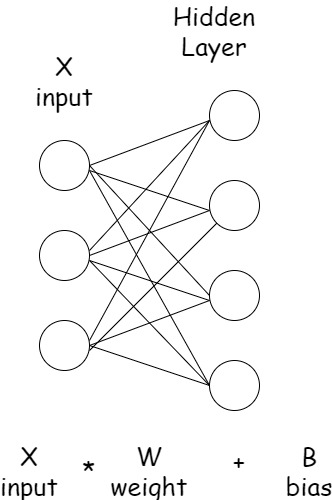 Hidden
Layer
X
input
X * W + B
input weight bias